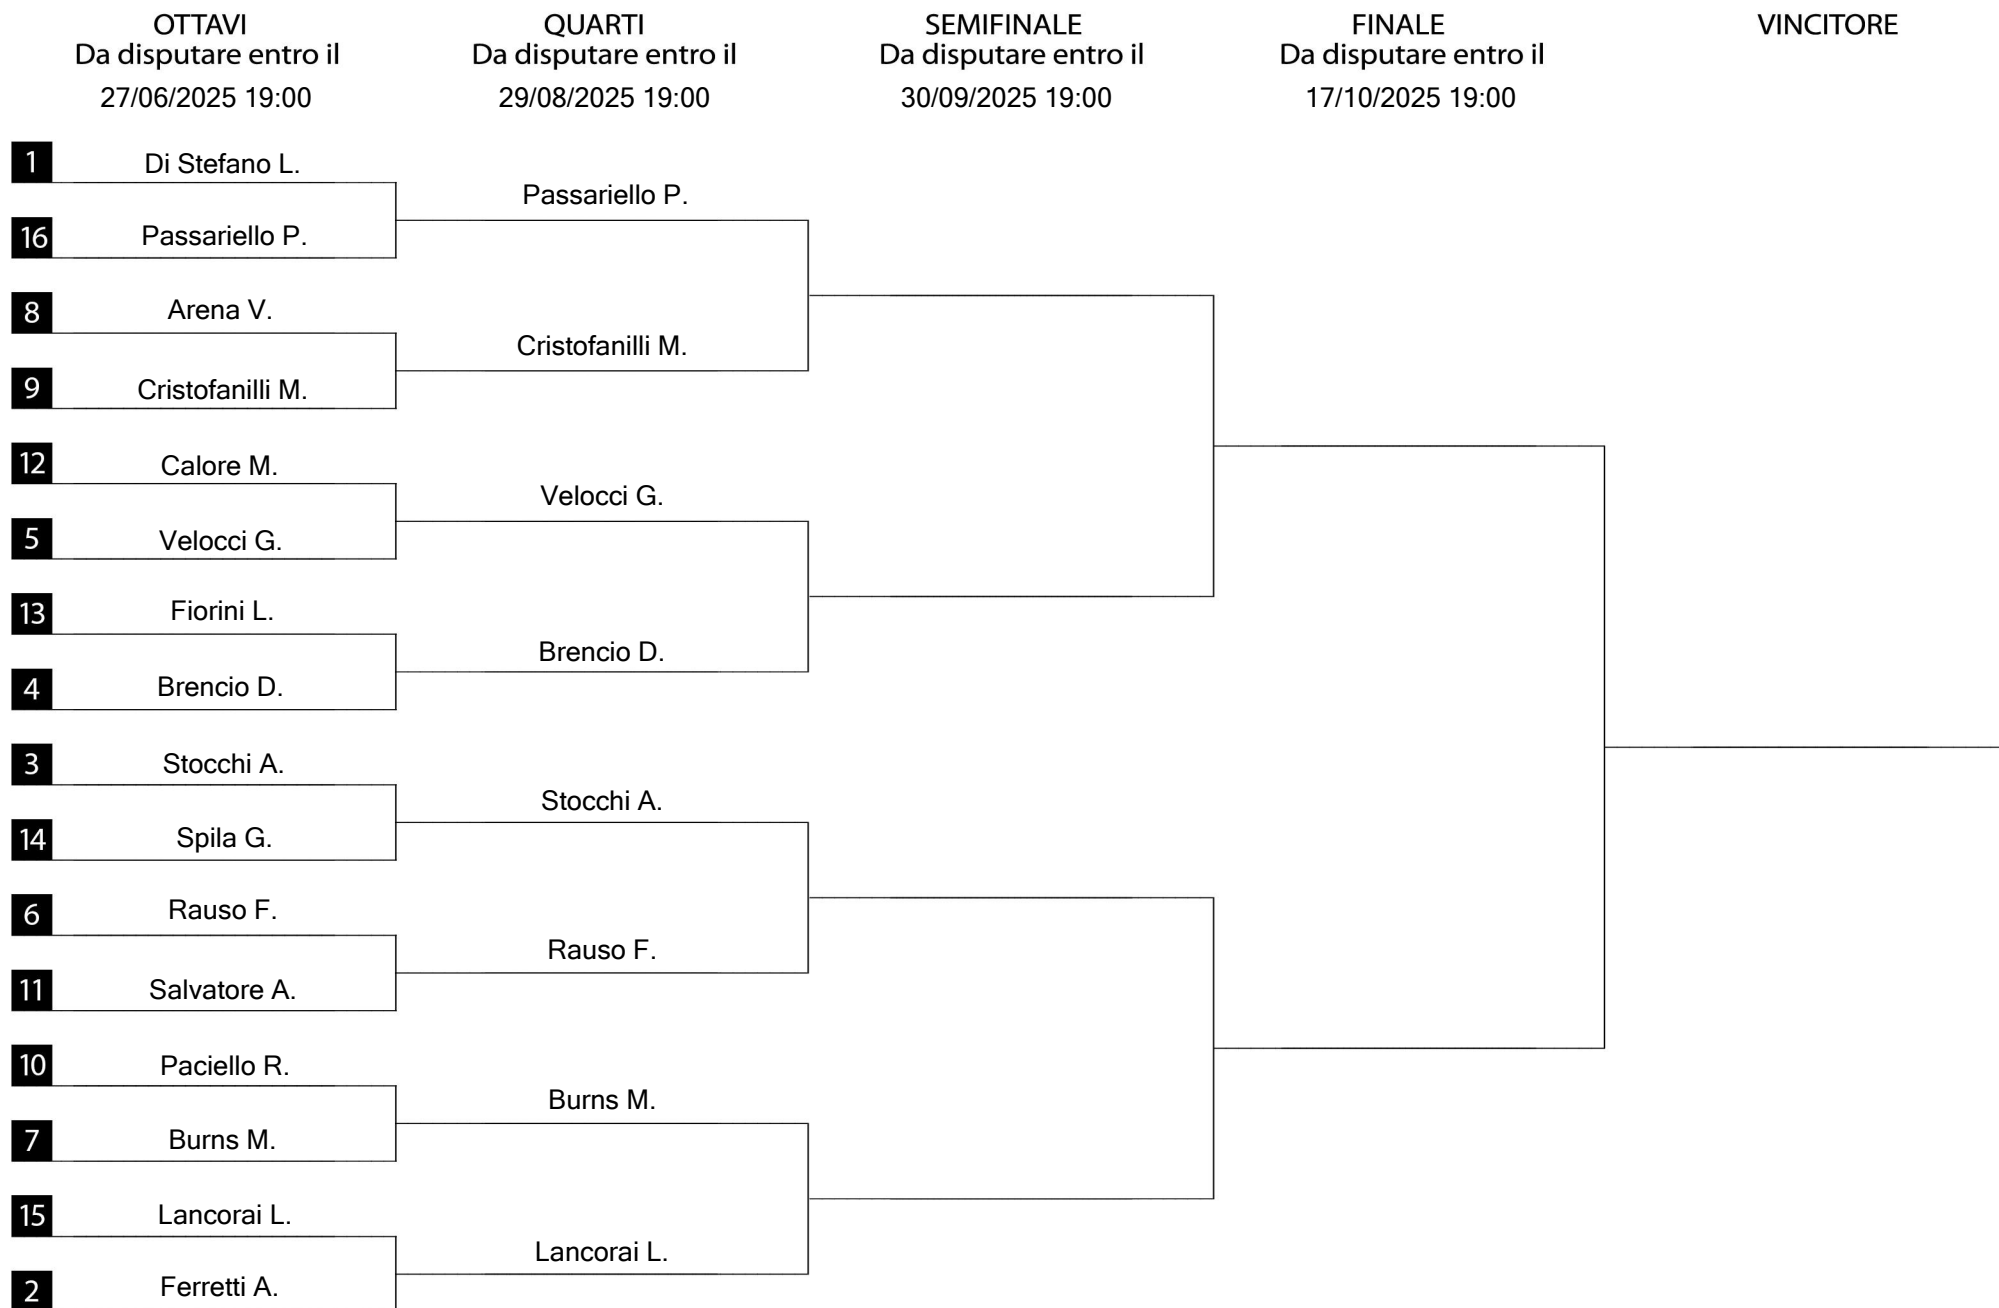 OTTAVI
Da disputare entro il
27/06/2025 19:00
QUARTI
Da disputare entro il
29/08/2025 19:00
SEMIFINALE
Da disputare entro il
30/09/2025 19:00
FINALE
Da disputare entro il
17/10/2025 19:00
VINCITORE
1 Di Stefano L.
16 Passariello P.
8 Arena V.
9 Cristofanilli M.
12 Calore M.
5 Velocci G.
13 Fiorini L.
4 Brencio D.
3 Stocchi A.
14 Spila G.
6 Rauso F.
11 Salvatore A.
10 Paciello R.
7 Burns M.
15 Lancorai L.
2 Ferretti A.
Passariello P.
Cristofanilli M.
Velocci G.
Brencio D.
Stocchi A.
Rauso F.
Burns M.
Lancorai L.